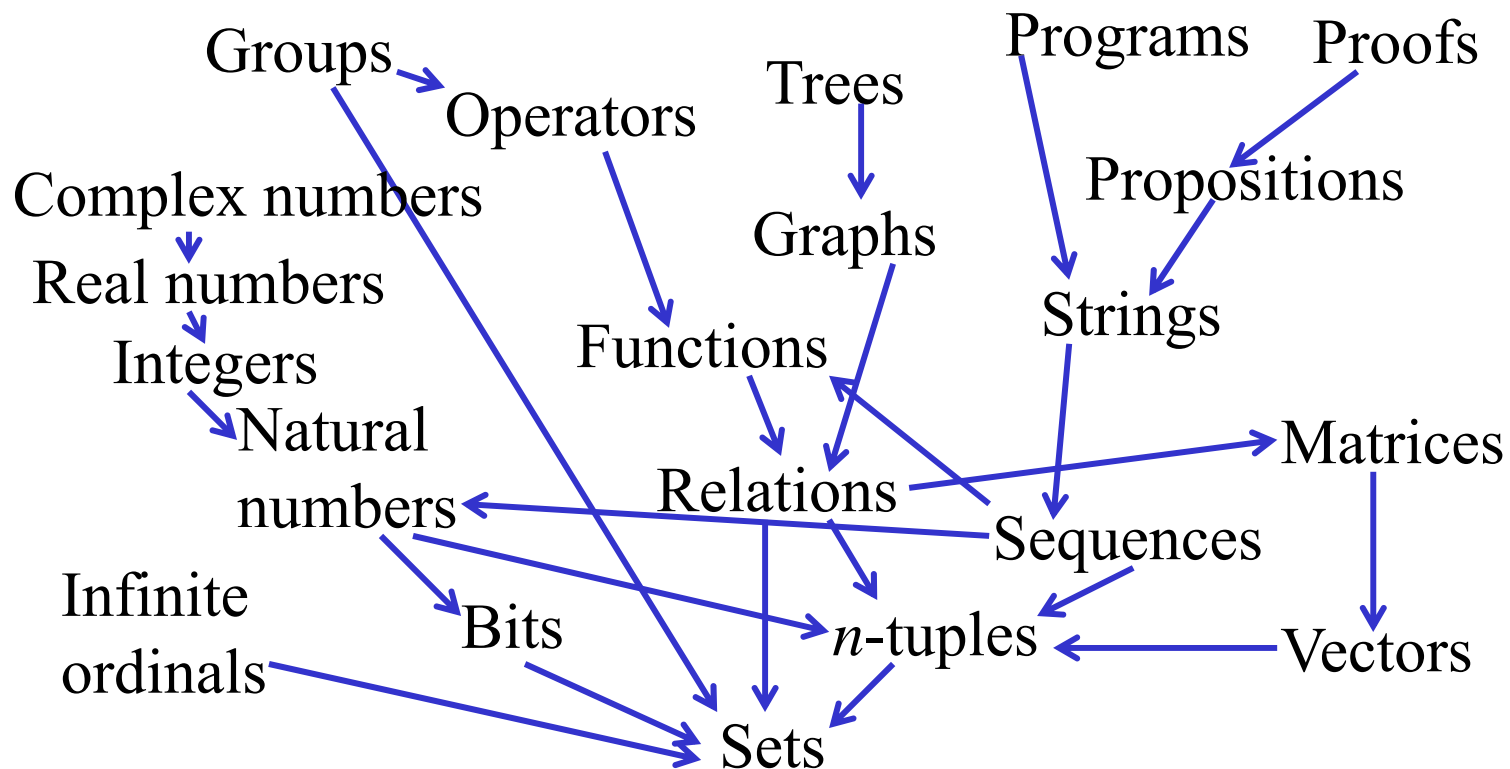 Programs
Proofs
Groups
Trees
Operators
Propositions
Complex numbers
Graphs
Real numbers
Strings
Functions
Integers
Natural
numbers
Matrices
Relations
Sequences
Infinite
ordinals
Bits
n-tuples
Vectors
Sets